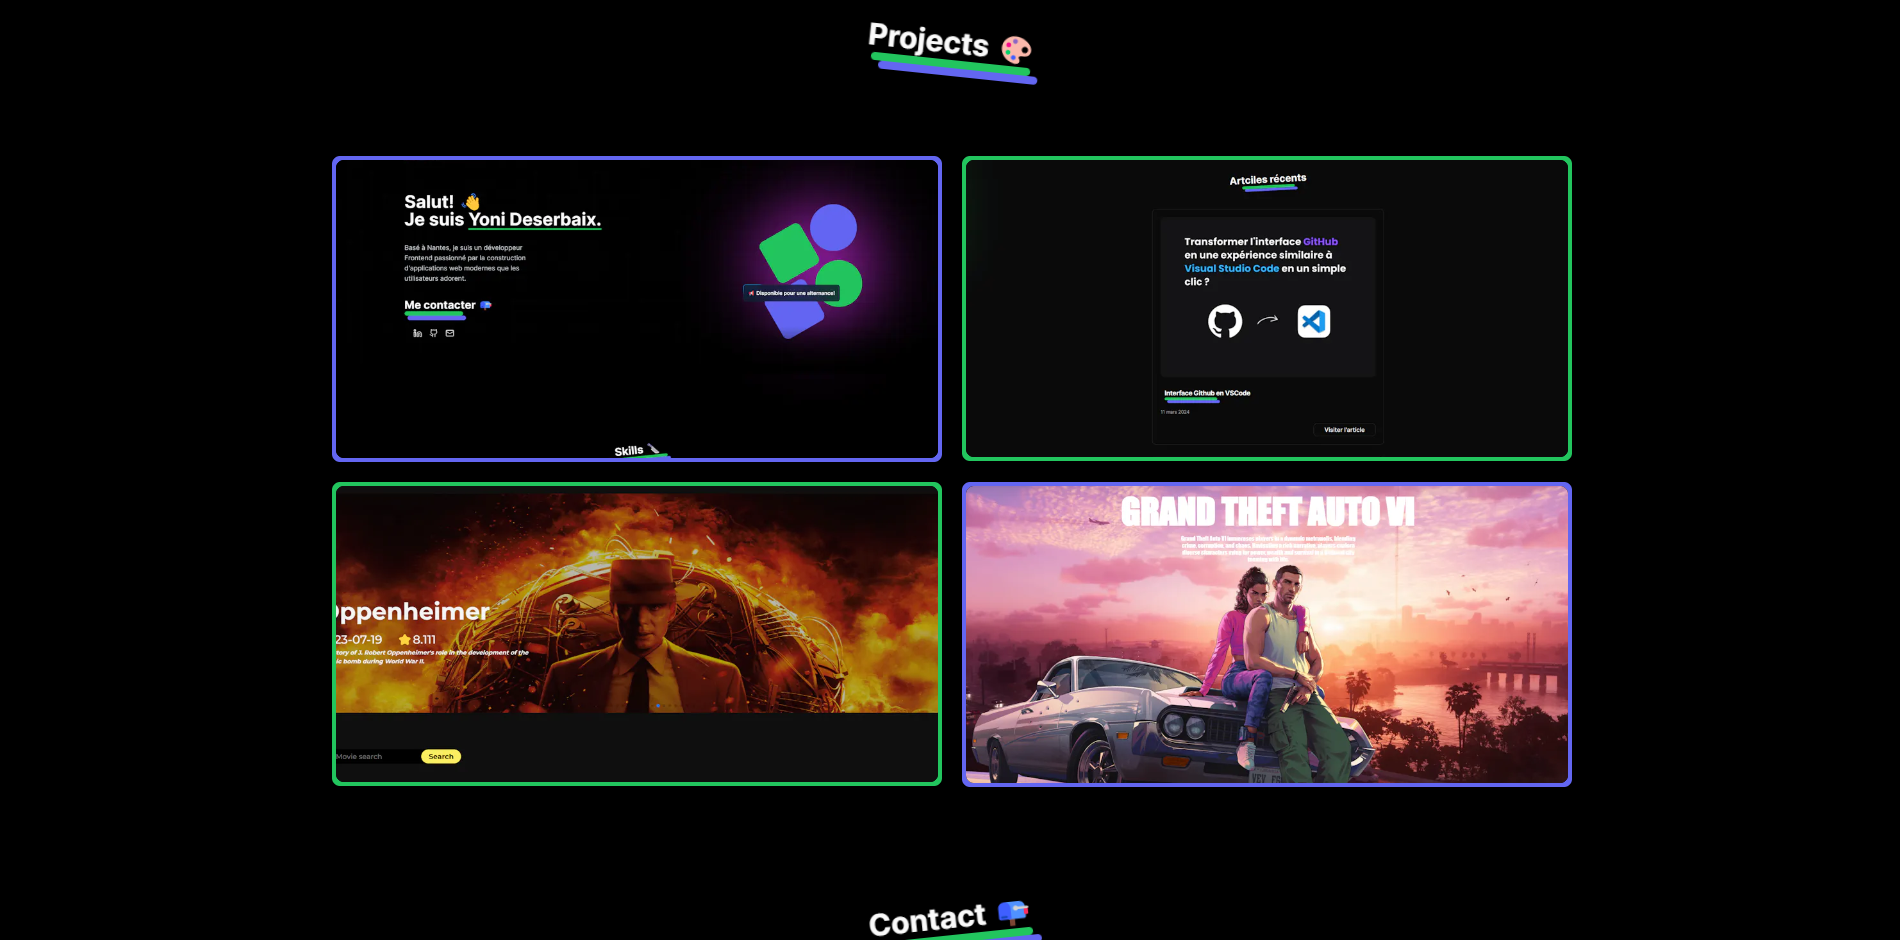 Projects
Salut!
Je suis Yoni Deserbaix.
Basé à Nantes, je suis un développeur
Frontend passionné par la construction
d'applications web modernes que les
utilisateurs adorent.
Me contacter
Disponible pour une alternance!
Skills
Artciles récents
Transformer l'interface GitHub
en une expérience similaire à
Visual Studio Code en un simple
clic ?
Interface Github en VSCode
11 mars 2024
Visiter l'article
Oppenheimer
23-07-19 8.111
tory of J. Robert Oppenheimer's role in the development of the
ic bomb during World War II.
Movie search
Search
GRAND THEFT AUTO VI
Contact